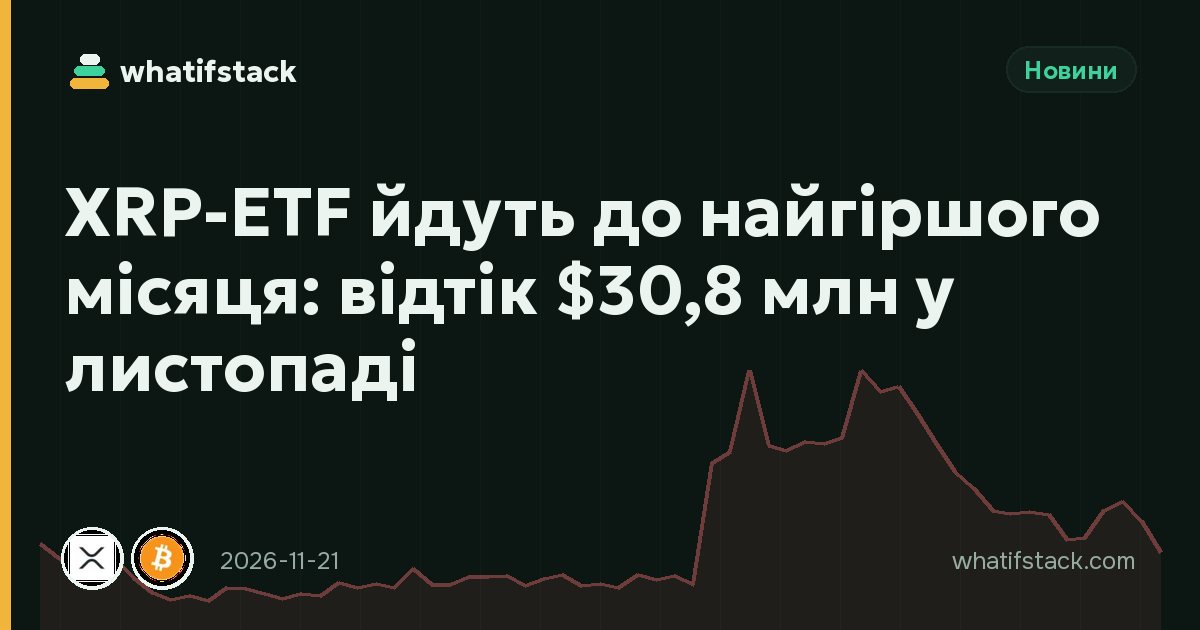 whatifstack
Новини
XRP-ETF йдуть до найгіршого
місяця: відтік $30,8 млн у
листопаді
2026-11-21
whatifstack.com